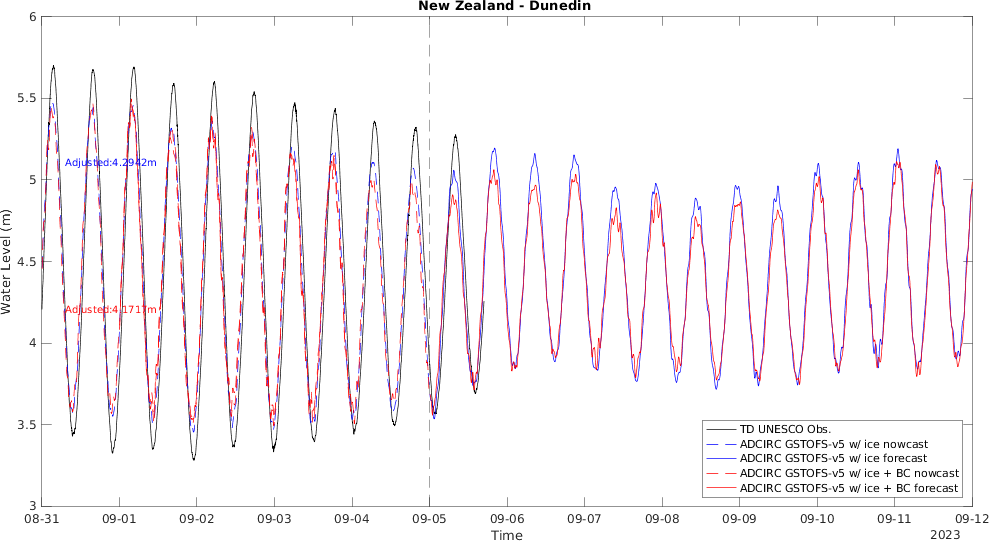 New Zealand - Dunedin
6
5.5
5
4.5
4
3.5
3
Water Level (m)
Adjusted:4.2942m
Adjusted:4.1717m
TD UNESCO Obs.
ADCIRC GSTOFS-v5 w/ ice nowcast
ADCIRC GSTOFS-v5 w/ ice forecast
ADCIRC GSTOFS-v5 w/ ice + BC nowcast
ADCIRC GSTOFS-v5 w/ ice + BC forecast
08-31 09-01 09-02 09-03 09-04 09-05 09-06 09-07 09-08 09-09 09-10 09-11 09-12
Time
2023